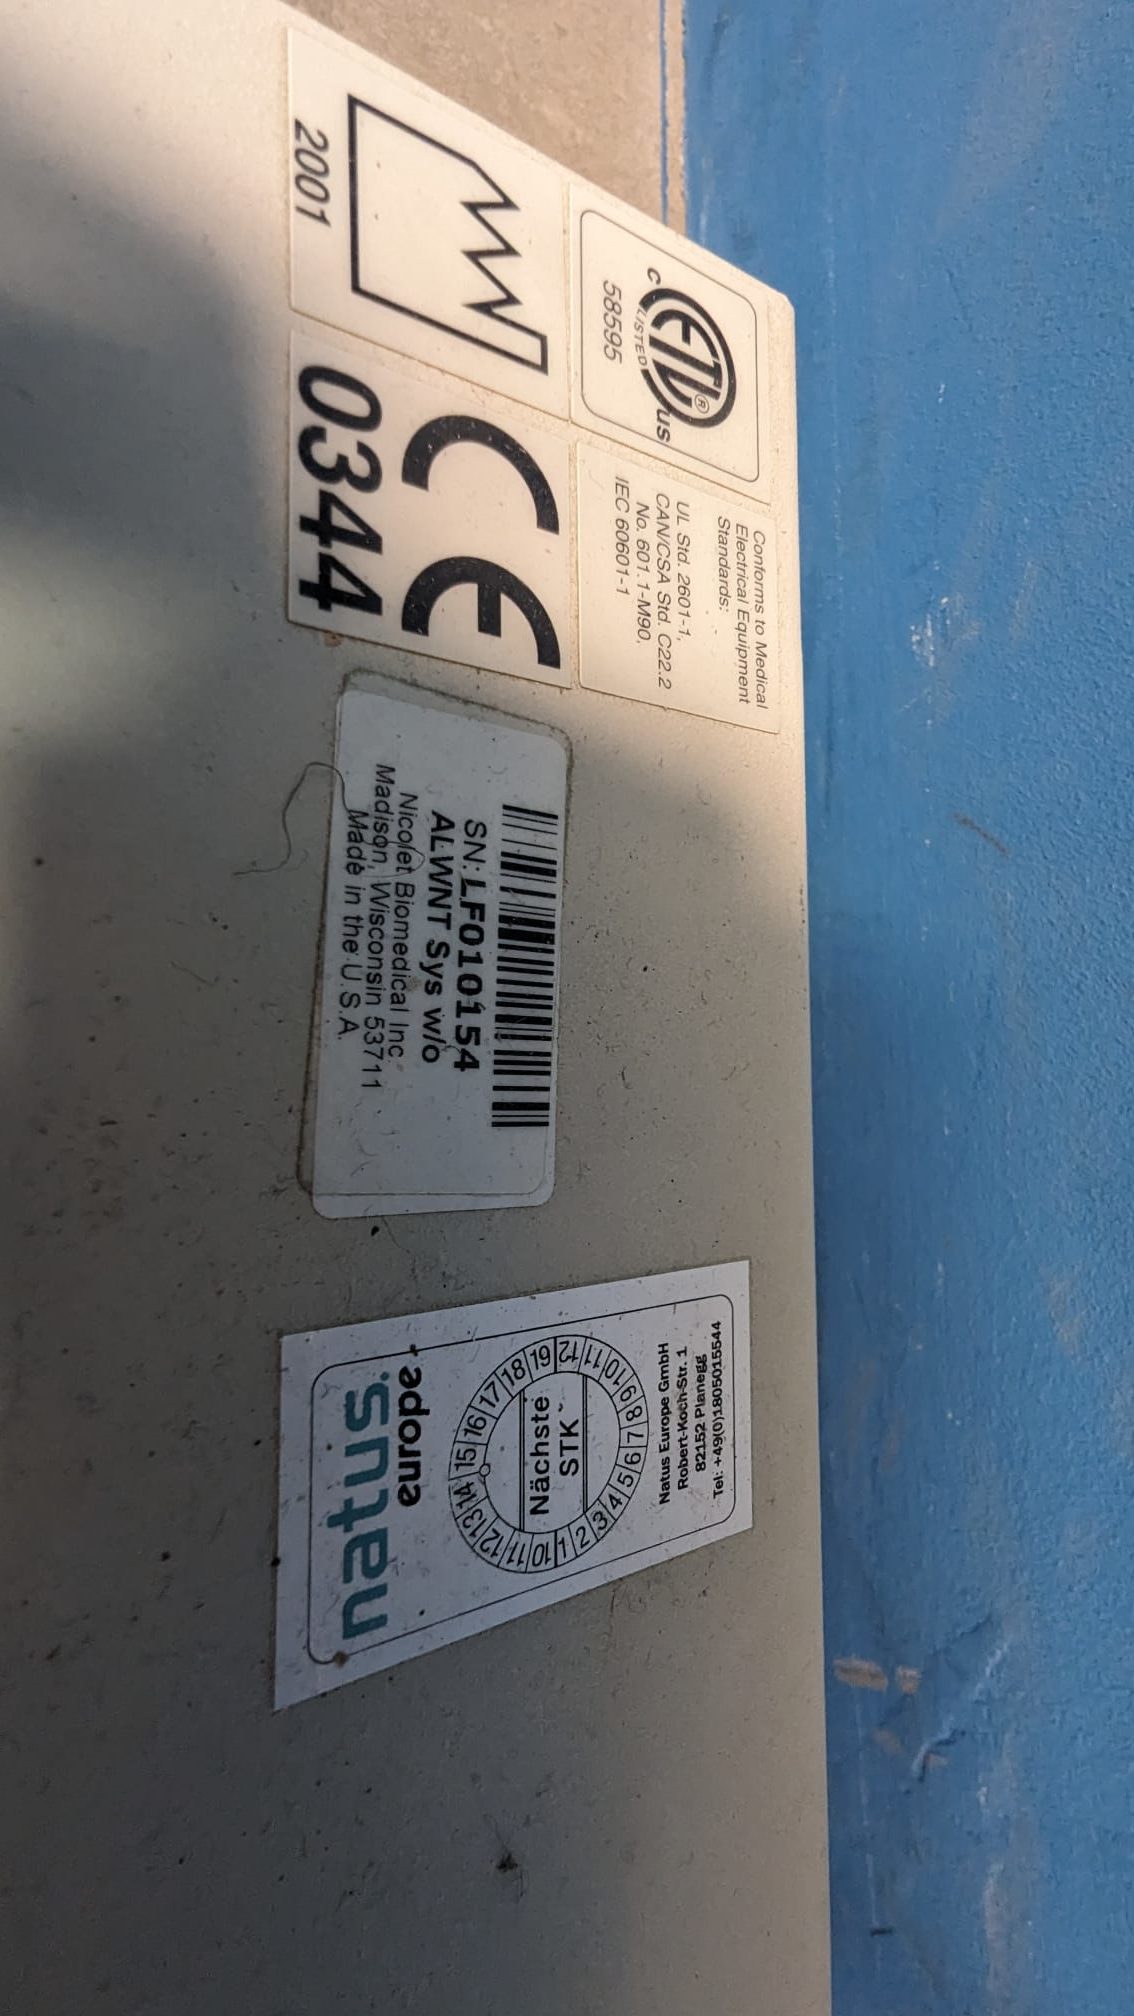 2001
c ETL us
LISTED
®
58595
CE
0344
Conforms to Medical
Electrical Equipment
Standards:
UL Std. 2601-1,
CAN/CSA Std. C22.2
No. 601.1-M90,
IEC 60601-1
SN:LF010154
ALWNT Sys w/o
Nicolet Biomedical Inc.
Madison, Wisconsin 53711
Made in the U.S.A.
Natus Europe GmbH
Robert-Koch-Str. 1
82152 Planegg
Tel: +49(0)1805015544
1 2 3 4 5 6 7 8 9 10 11 12
10 11 12 13 14 15 16 17 18 19
Nächste
STK
natus.
europe